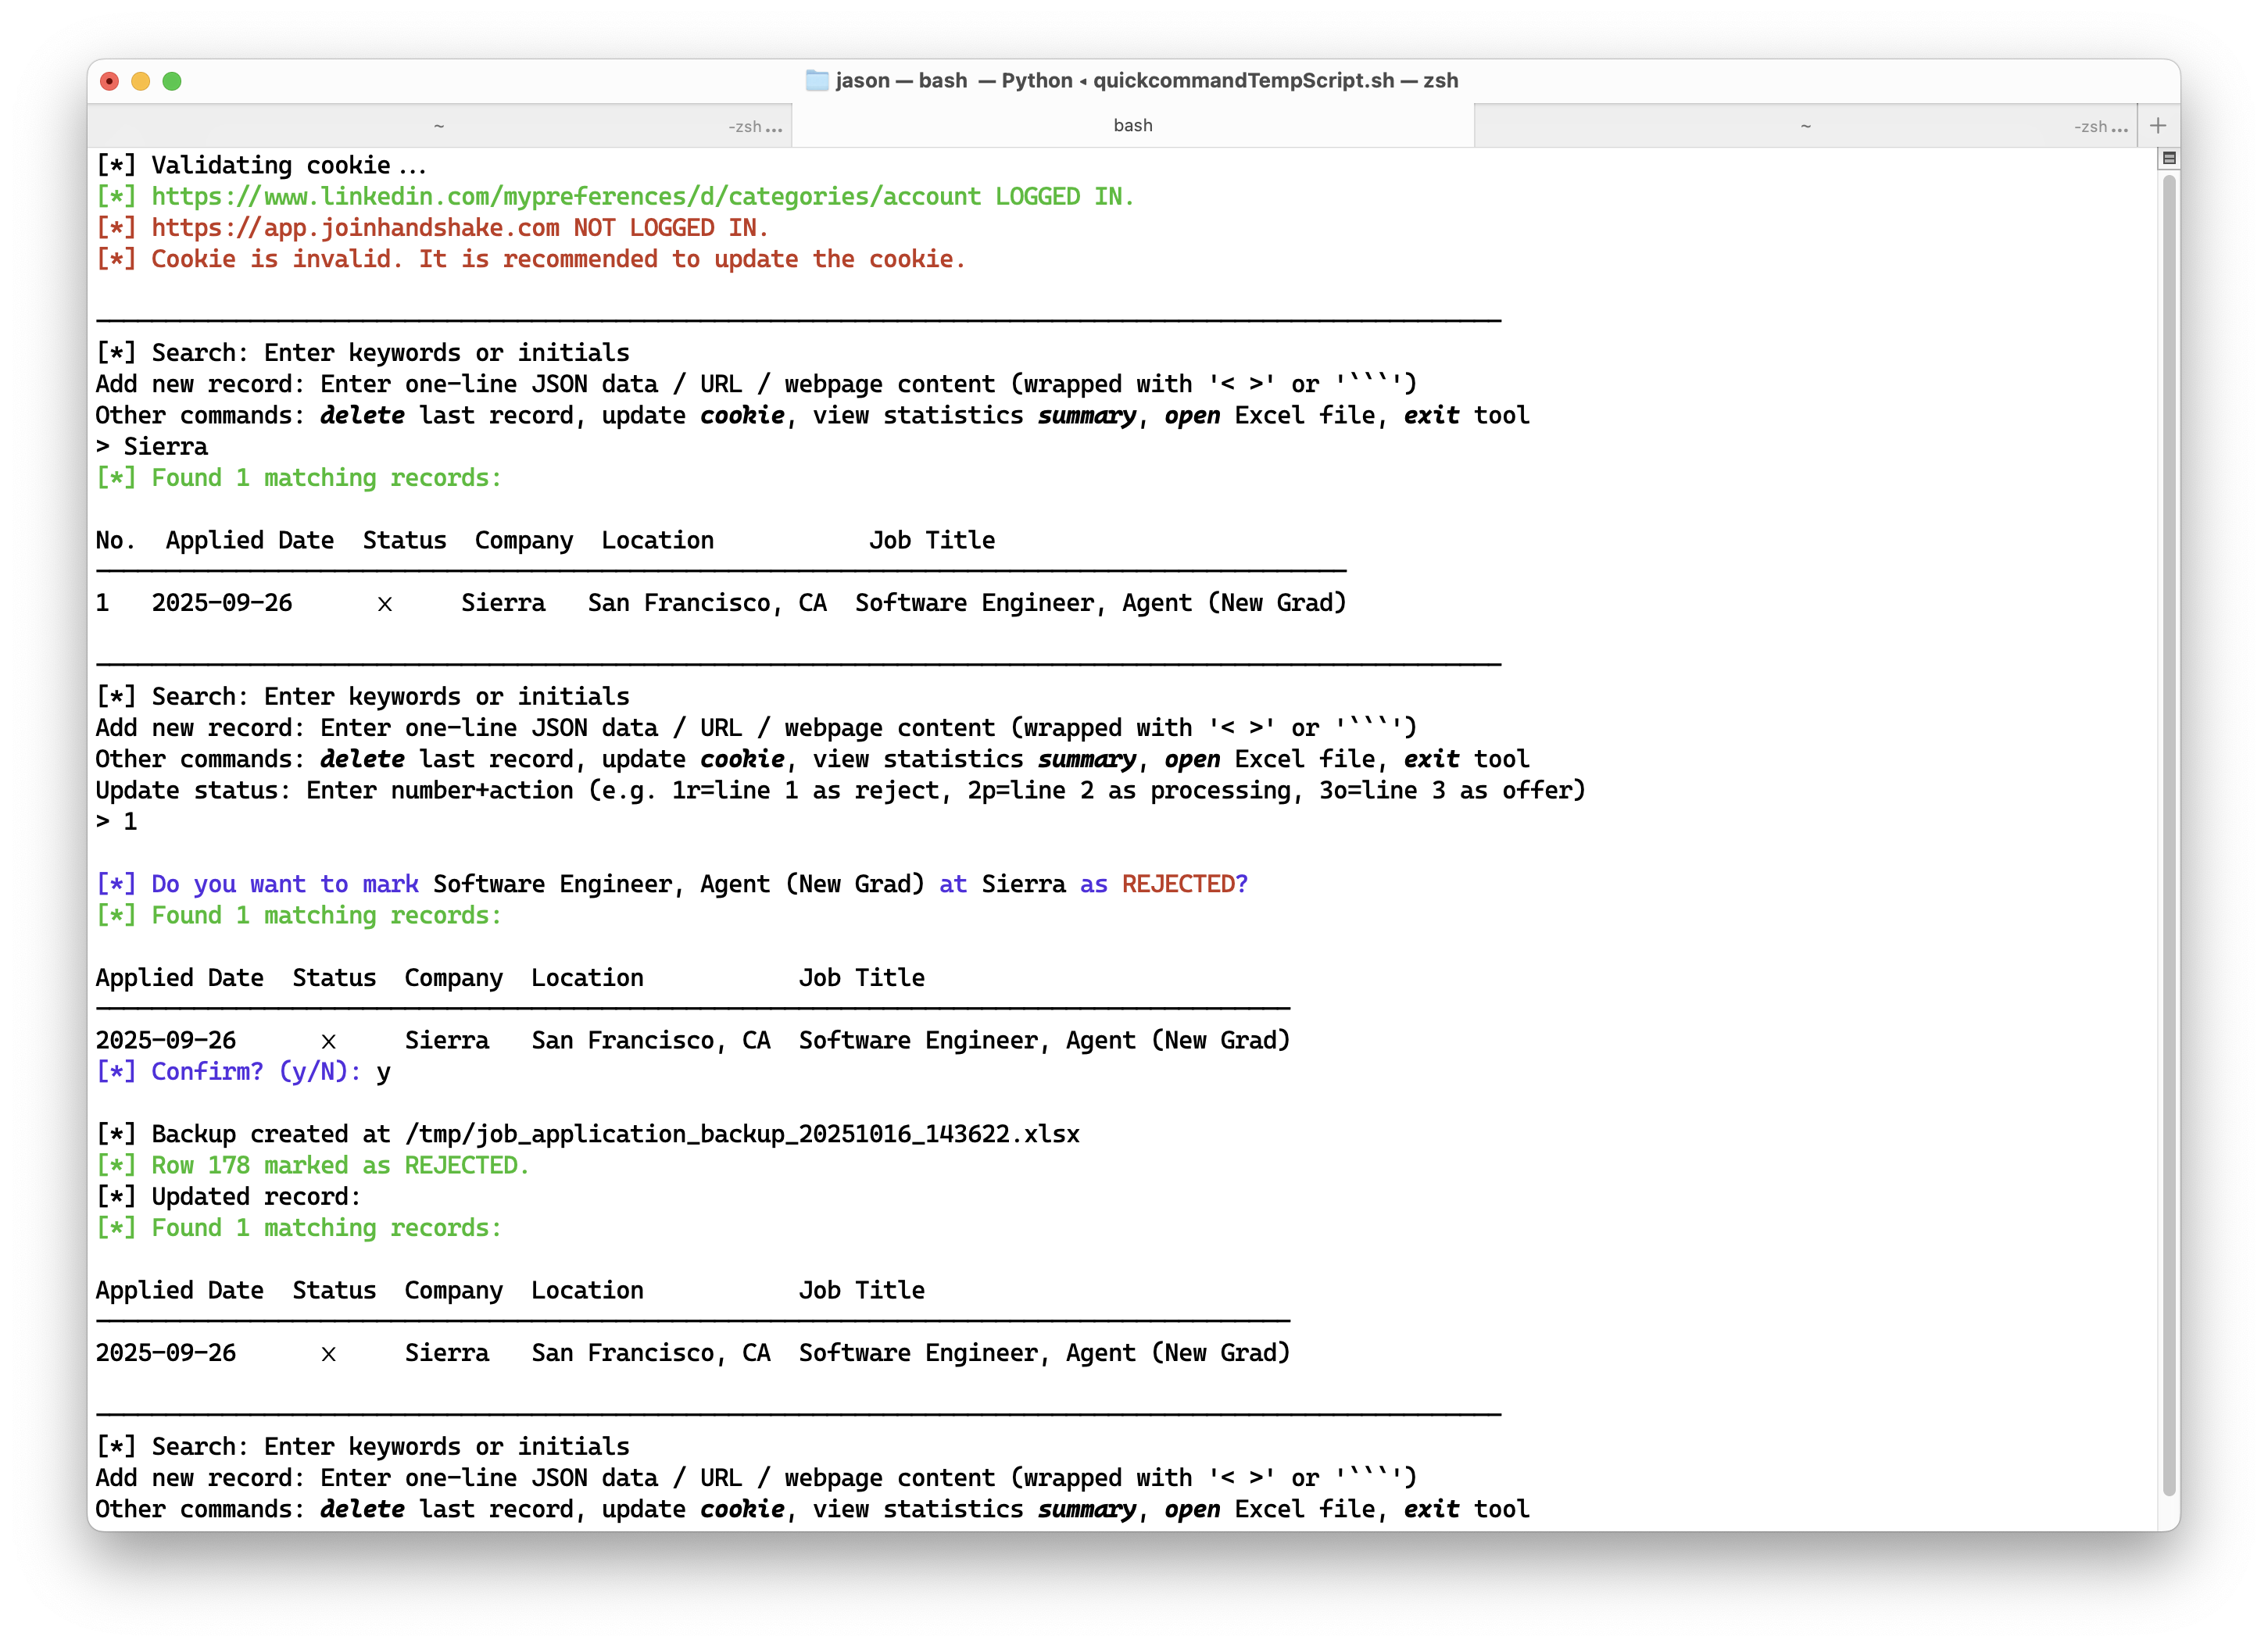 jason — bash — Python ◂ quickcommandTempScript.sh — zsh
~ -zsh ... bash ~ -zsh ... +
[*] Validating cookie...
[*] https://www.linkedin.com/mypreferences/d/categories/account LOGGED IN.
[*] https://app.joinhandshake.com NOT LOGGED IN.
[*] Cookie is invalid. It is recommended to update the cookie.
[*] Search: Enter keywords or initials
Add new record: Enter one-line JSON data / URL / webpage content (wrapped with '< >' or '```')
Other commands: delete last record, update cookie, view statistics summary, open Excel file, exit tool
> Sierra
[*] Found 1 matching records:
No. Applied Date Status Company Location Job Title
1 2025-09-26 x Sierra San Francisco, CA Software Engineer, Agent (New Grad)
[*] Search: Enter keywords or initials
Add new record: Enter one-line JSON data / URL / webpage content (wrapped with '< >' or '```')
Other commands: delete last record, update cookie, view statistics summary, open Excel file, exit tool
Update status: Enter number+action (e.g. 1r=line 1 as reject, 2p=line 2 as processing, 3o=line 3 as offer)
> 1
[*] Do you want to mark Software Engineer, Agent (New Grad) at Sierra as REJECTED?
[*] Found 1 matching records:
Applied Date Status Company Location Job Title
2025-09-26 x Sierra San Francisco, CA Software Engineer, Agent (New Grad)
[*] Confirm? (y/N): y
[*] Backup created at /tmp/job_application_backup_20251016_143622.xlsx
[*] Row 178 marked as REJECTED.
[*] Updated record:
[*] Found 1 matching records:
Applied Date Status Company Location Job Title
2025-09-26 x Sierra San Francisco, CA Software Engineer, Agent (New Grad)
[*] Search: Enter keywords or initials
Add new record: Enter one-line JSON data / URL / webpage content (wrapped with '< >' or '```')
Other commands: delete last record, update cookie, view statistics summary, open Excel file, exit tool